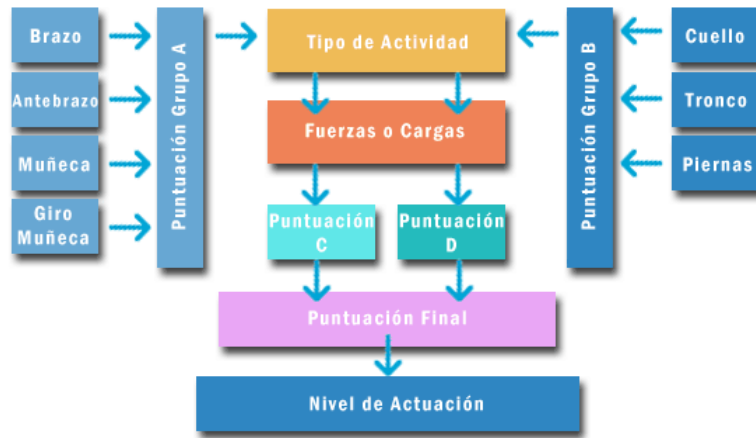 Brazo
Antebrazo
Muñeca
Giro
Muñeca
Puntuación Grupo A
Tipo de Actividad
Fuerzas o Cargas
Puntuación
C
Puntuación
D
Puntuación Final
Nivel de Actuación
Puntuación Grupo B
Cuello
Tronco
Piernas